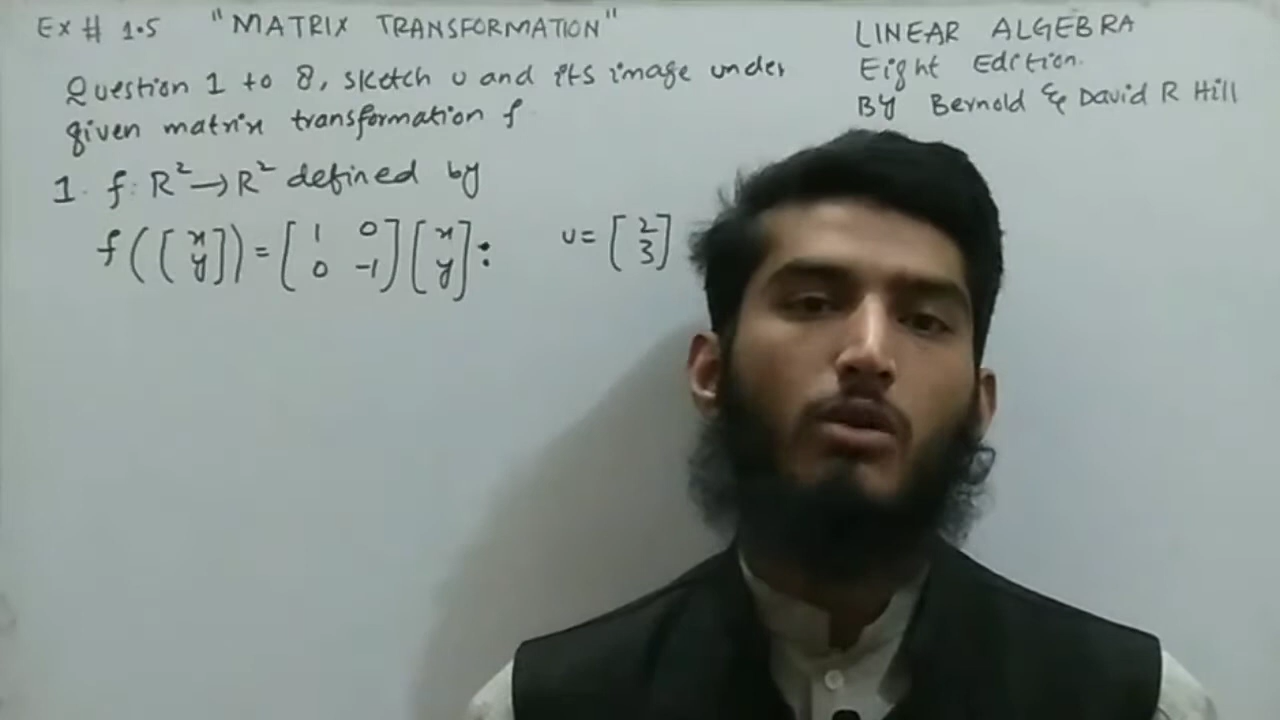 Ex # 1.5 "MATRIX TRANSFORMATION"
Question 1 to 8, sketch u and its image under
given matrix transformation f
1. f: R² → R² defined by
f([x y]) = [1 0 0 -1][x y]: u = [2 3]
LINEAR ALGEBRA
Eight Edition.
By Bernold & David R Hill